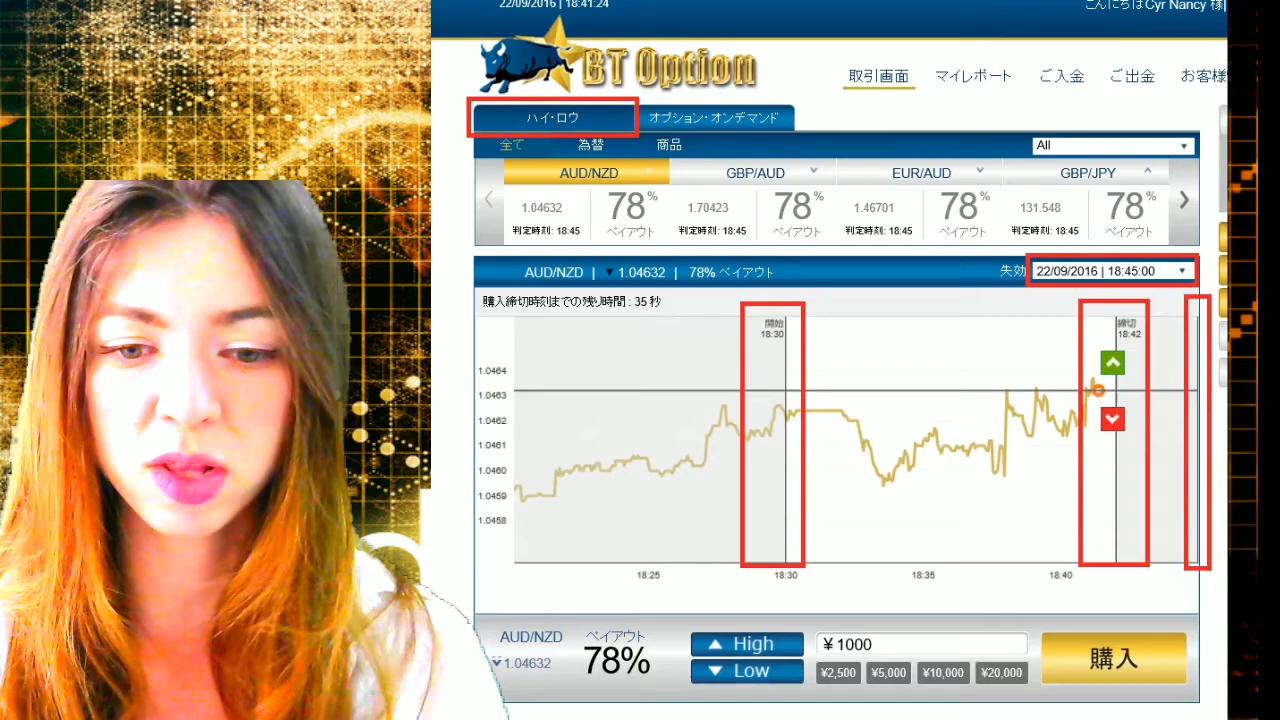 22/09/2016 | 18:41:24
こんにちはCyr Nancy 様
BT Option
取引画面 マイレポート ご入金 ご出金 お客様
ハイ・ロウ オプション・オンデマンド
全て 為替 商品 All
AUD/NZD GBP/AUD EUR/AUD GBP/JPY
1.04632 78% 1.70423 78% 1.46701 78% 131.548 78%
判定時刻: 18:45 ペイアウト 判定時刻: 18:45 ペイアウト 判定時刻: 18:45 ペイアウト 判定時刻: 18:45 ペイアウト
AUD/NZD | 1.04632 | 78% ペイアウト 失効 22/09/2016 | 18:45:00
購入締切時刻までの残り時間 : 35 秒
開始 締切
18:30 18:42
1.0464
1.0463
1.0462
1.0461
1.0460
1.0459
1.0458
18:25 18:30 18:35 18:40
AUD/NZD ペイアウト High ¥1000
1.04632 78% Low ¥2,500 ¥5,000 ¥10,000 ¥20,000 購入